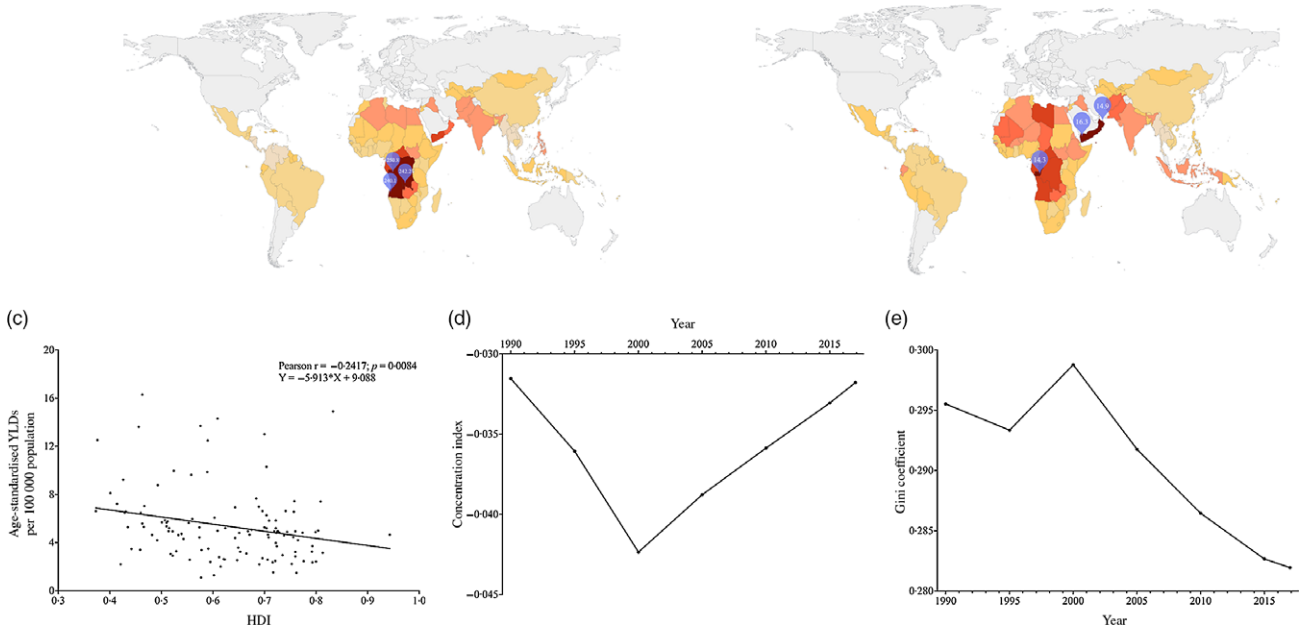 242.2
16.3
14.9
14.3
(c)
20
16
12
8
4
0
Age-standardised YLDs
per 100 000 population
Pearson r = −0·2417; p = 0·0084
Y = −5·913*X + 9·088
0·3 0·4 0·5 0·6 0·7 0·8 0·9 1·0
HDI
(d)
Year
1990 1995 2000 2005 2010 2015
−0·030
−0·035
−0·040
−0·045
Concentration index
(e)
0·300
0·295
0·290
0·285
0·280
Gini coefficient
1990 1995 2000 2005 2010 2015
Year